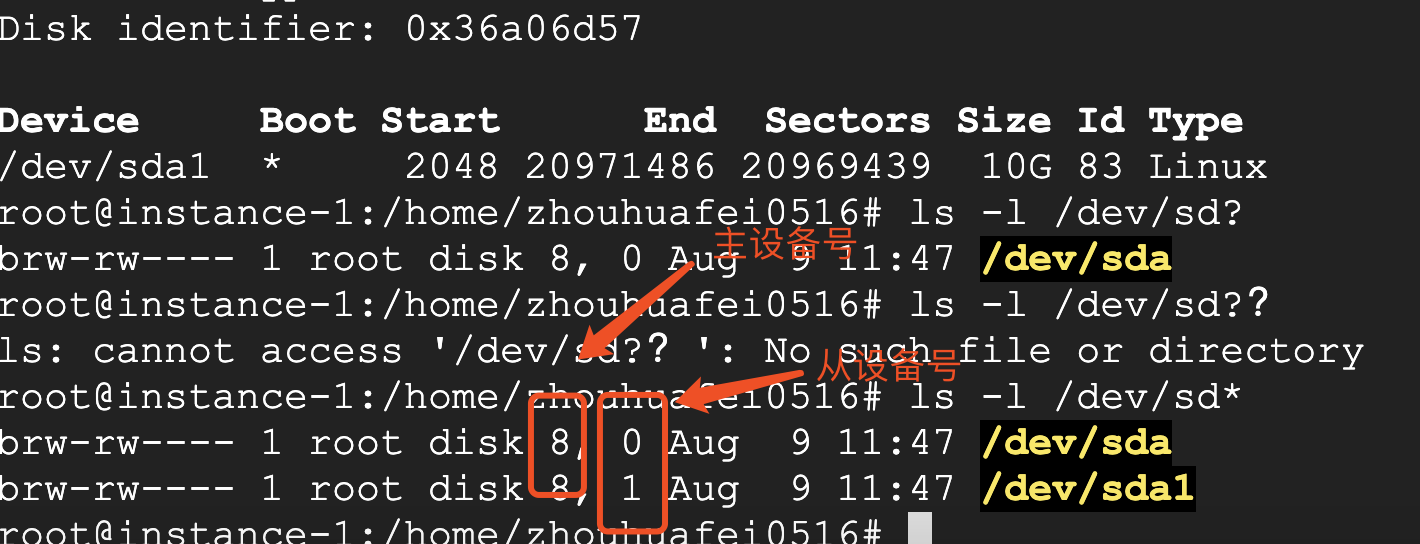 Disk identifier: 0x36a06d57
Device Boot Start End Sectors Size Id Type
/dev/sda1 * 2048 20971486 20969439 10G 83 Linux
root@instance-1:/home/zhouhuafei0516# ls -l /dev/sd?
主设备号
brw-rw---- 1 root disk 8, 0 Aug 9 11:47 /dev/sda
root@instance-1:/home/zhouhuafei0516# ls -l /dev/sd??
ls: cannot access '/dev/sd?? ': No such file or directory
从设备号
root@instance-1:/home/zhouhuafei0516# ls -l /dev/sd*
brw-rw---- 1 root disk 8, 0 Aug 9 11:47 /dev/sda
brw-rw---- 1 root disk 8, 1 Aug 9 11:47 /dev/sda1
root@instance-1:/home/zhouhuafei0516#